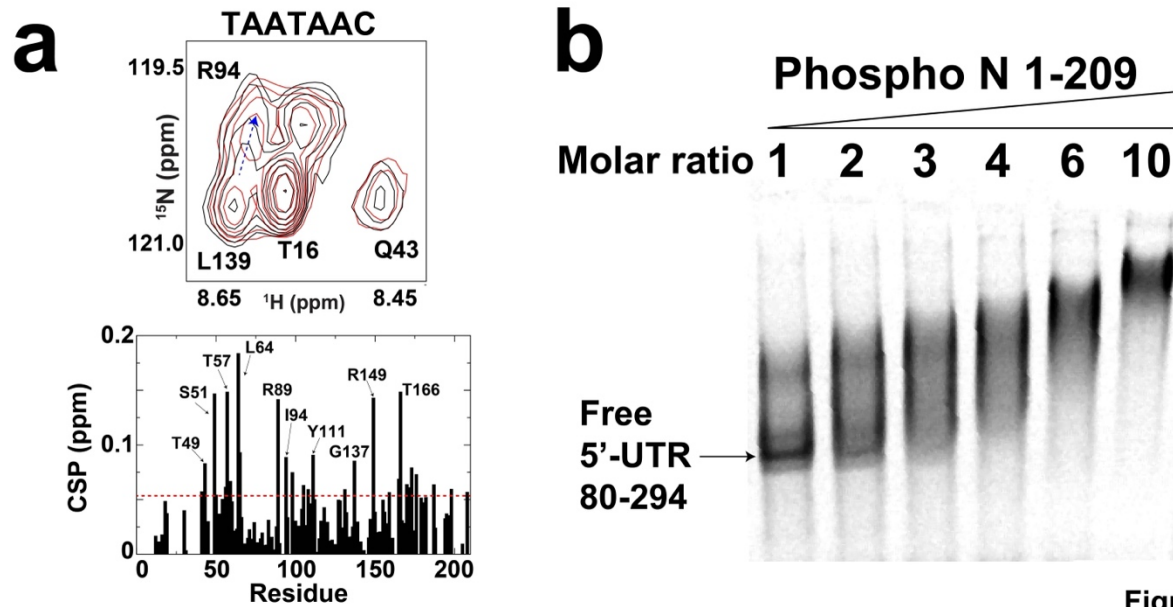 a
TAATAAC
119.5
R94
¹⁵N (ppm)
121.0
L139
T16
Q43
8.65
¹H (ppm)
8.45
0.2
T57
L64
S51
R89
R149
T166
I94
CSP (ppm)
0.1
T49
Y111
G137
0
0
50
100
150
200
Residue
b
Phospho N 1-209
Molar ratio 1 2 3 4 6 10
Free
5'-UTR
80-294
Figu